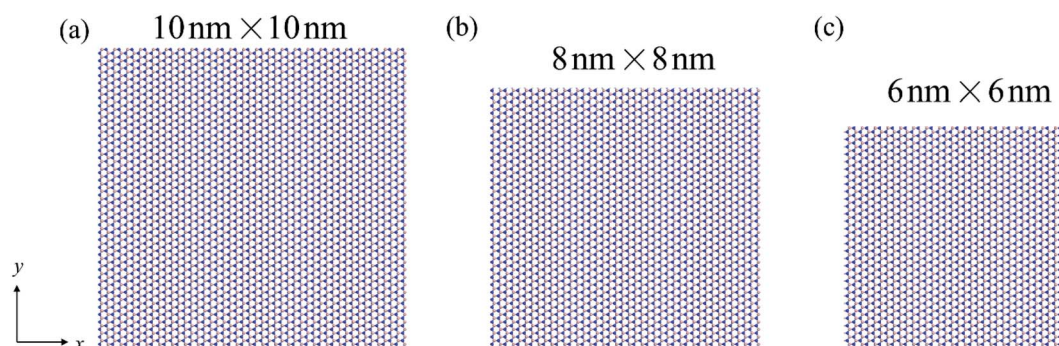 (a)
10 nm × 10 nm
(b)
8 nm × 8 nm
(c)
6 nm × 6 nm
y
x